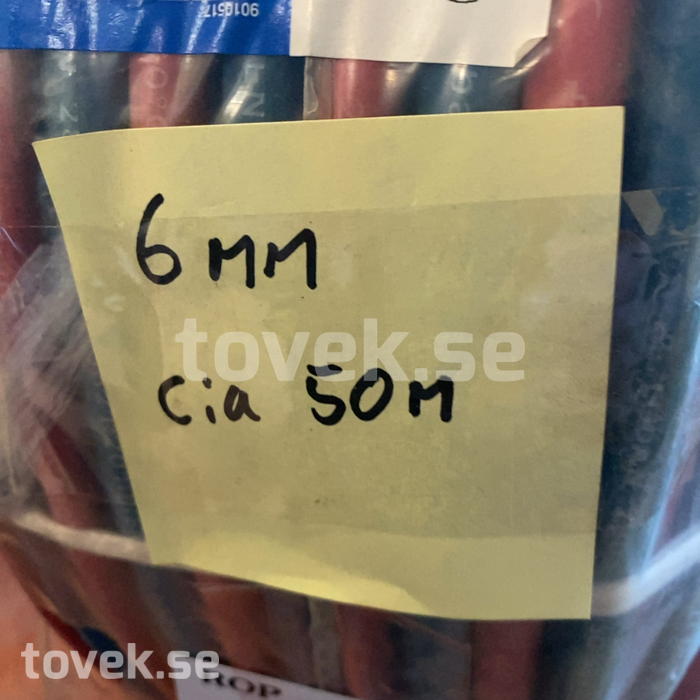 9010517
6 MM
tovek.se
cia 50M
tovek.se
ROP